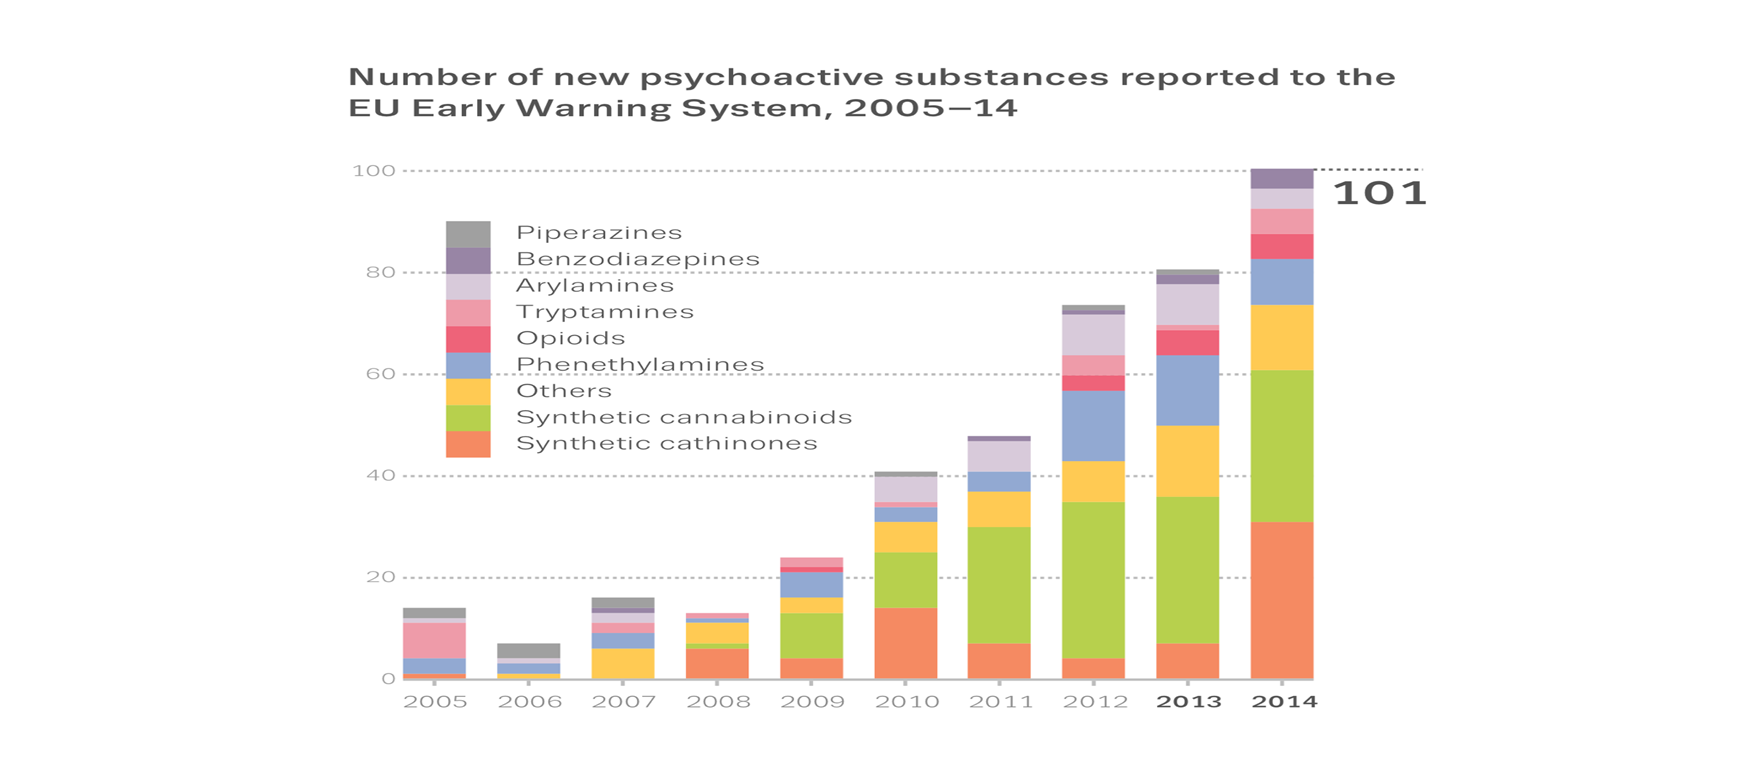 Number of new psychoactive substances reported to the
EU Early Warning System, 2005–14
100
101
Piperazines
Benzodiazepines
80
Arylamines
Tryptamines
Opioids
Phenethylamines
60
Others
Synthetic cannabinoids
Synthetic cathinones
40
20
0
2005 2006 2007 2008 2009 2010 2011 2012 2013 2014